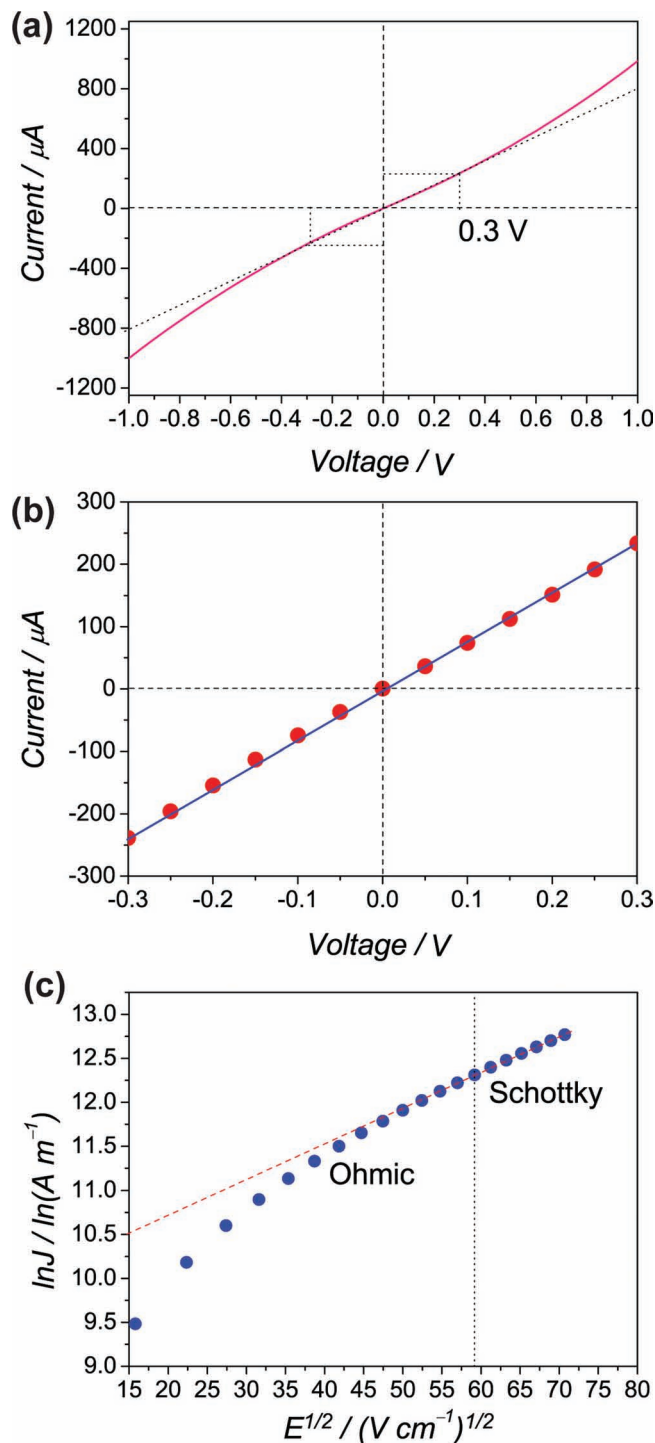 (a)
1200
800
400
0
-400
-800
-1200
Current / μA
0.3 V
-1.0 -0.8 -0.6 -0.4 -0.2 0.0 0.2 0.4 0.6 0.8 1.0
Voltage / V
(b)
300
200
100
0
-100
-200
-300
Current / μA
-0.3 -0.2 -0.1 0.0 0.1 0.2 0.3
Voltage / V
(c)
13.0
12.5
12.0
11.5
11.0
10.5
10.0
9.5
9.0
lnJ / ln(A m⁻¹)
Schottky
Ohmic
15 20 25 30 35 40 45 50 55 60 65 70 75 80
E¹/² / (V cm⁻¹)¹/²